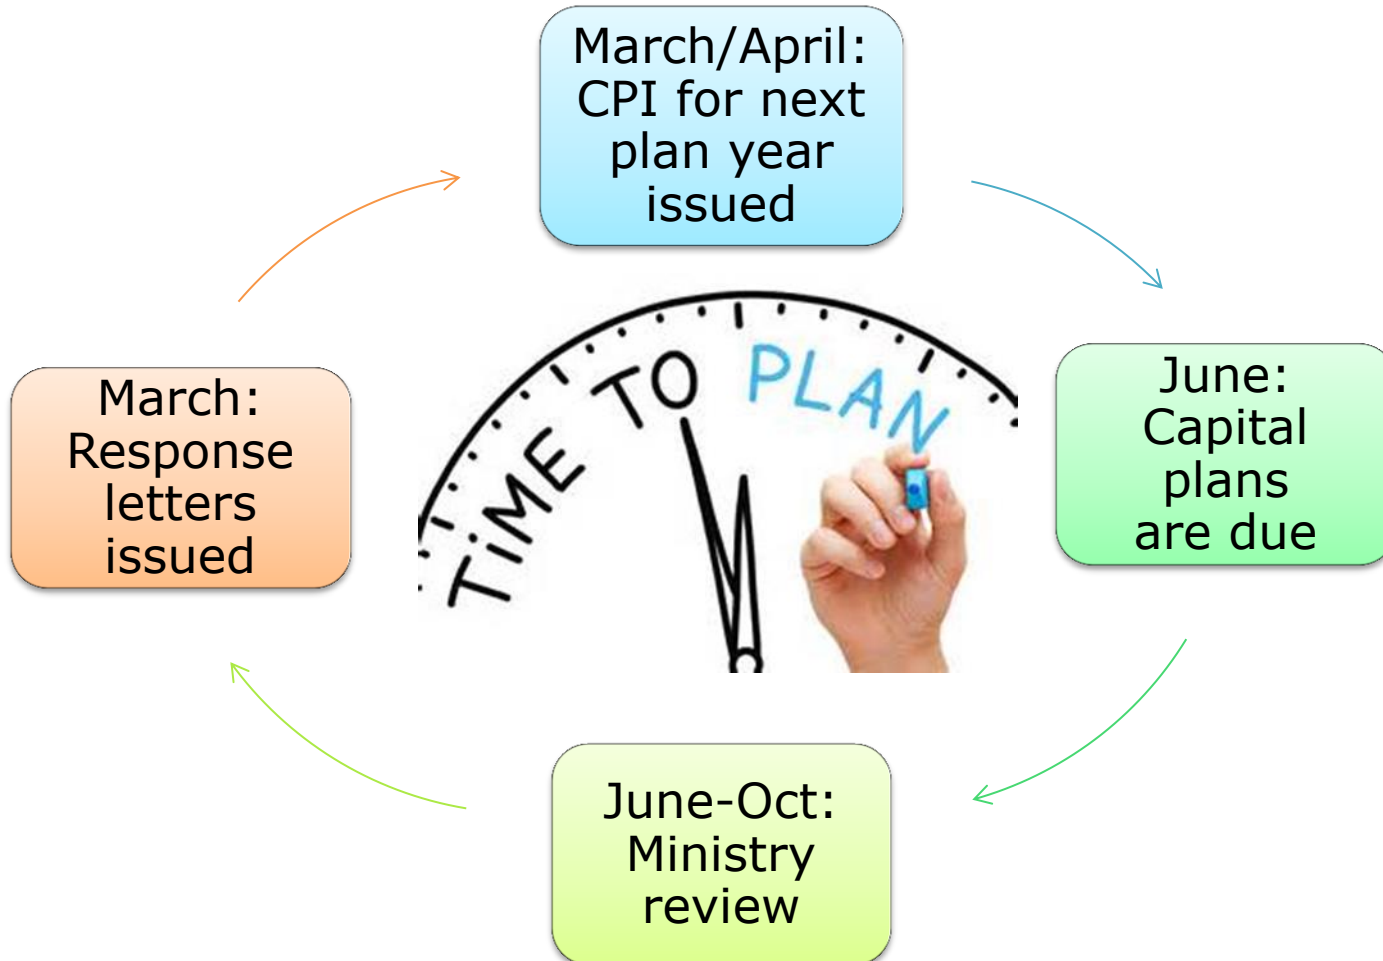 March/April:
CPI for next
plan year
issued
TiME TO PLAN
March:
Response
letters
issued
June:
Capital
plans
are due
June-Oct:
Ministry
review